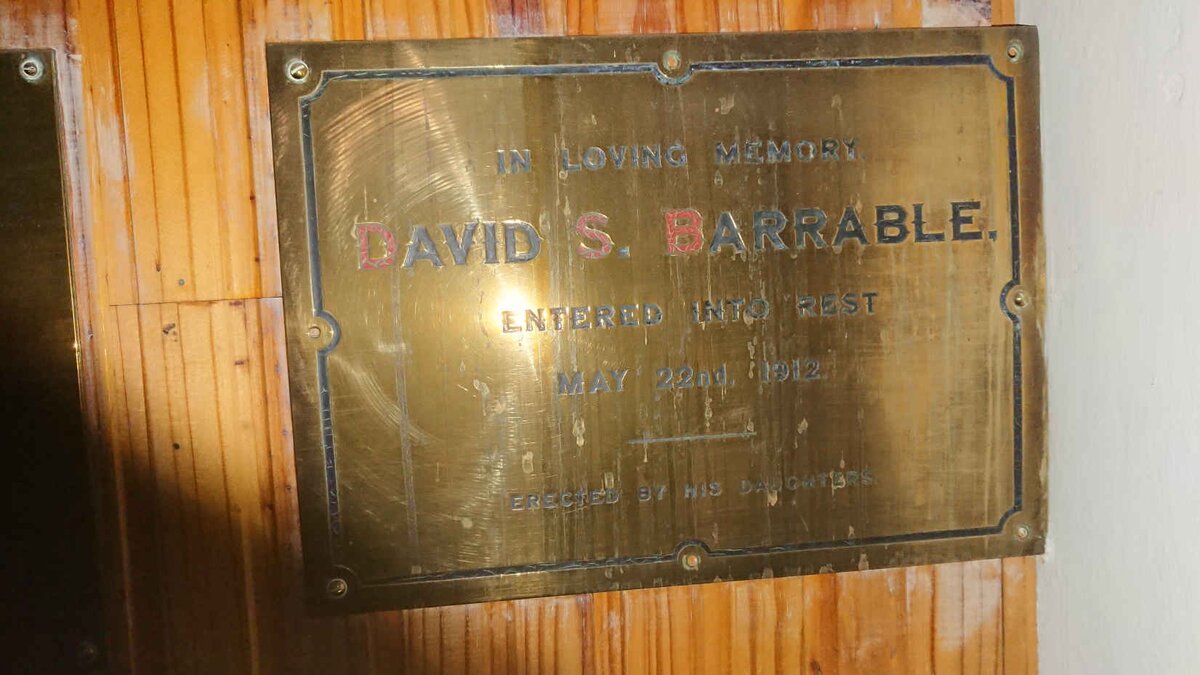 IN LOVING MEMORY.
DAVID S. BARRABLE.
ENTERED INTO REST
MAY 22nd. 1912.
ERECTED BY HIS DAUGHTERS.